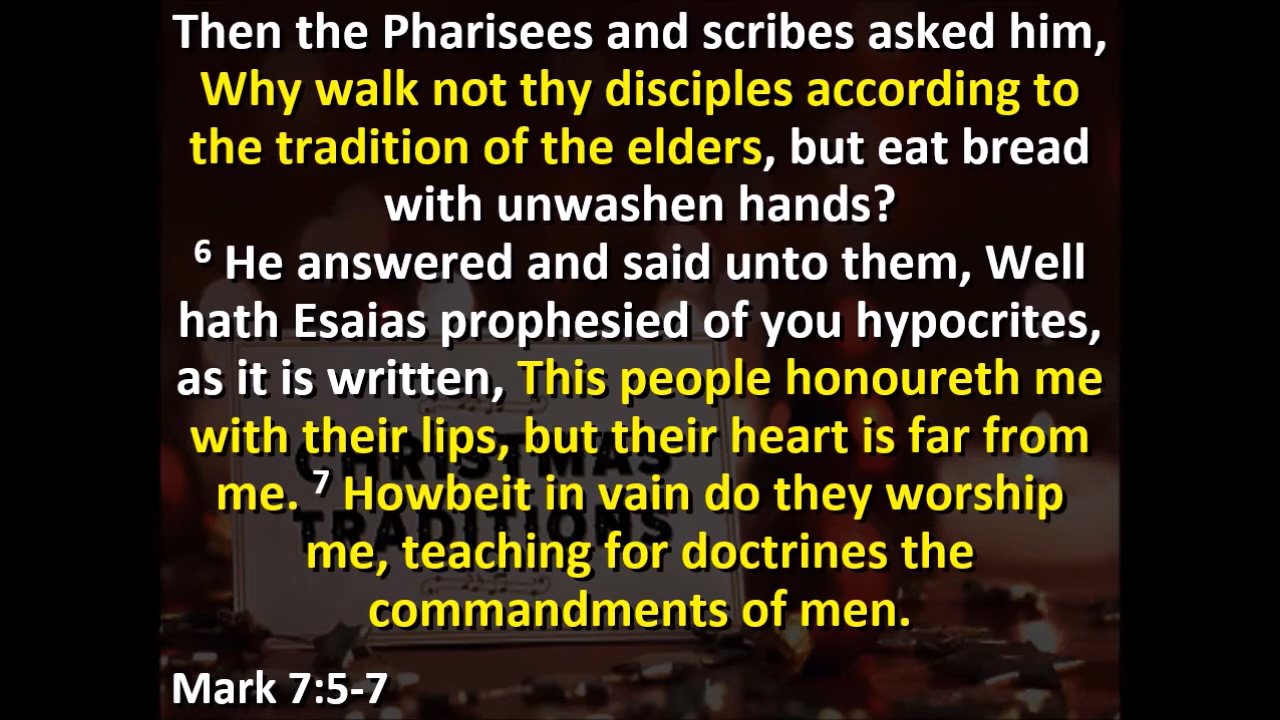 Then the Pharisees and scribes asked him,
Why walk not thy disciples according to
the tradition of the elders, but eat bread
with unwashen hands?
⁶ He answered and said unto them, Well
hath Esaias prophesied of you hypocrites,
as it is written, This people honoureth me
with their lips, but their heart is far from
me. ⁷ Howbeit in vain do they worship
me, teaching for doctrines the
commandments of men.
Mark 7:5-7
CHRISTMAS
TRADITIONS